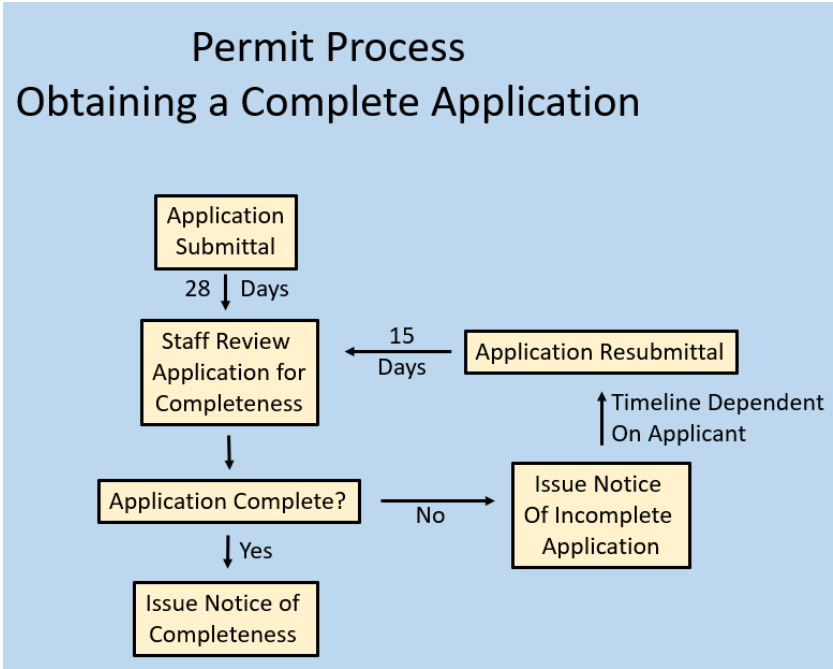 Permit Process
Obtaining a Complete Application
Application
Submittal
28 Days
Staff Review
Application for
Completeness
15
Days
Application Resubmittal
Timeline Dependent
On Applicant
Application Complete?
No
Issue Notice
Of Incomplete
Application
Yes
Issue Notice of
Completeness